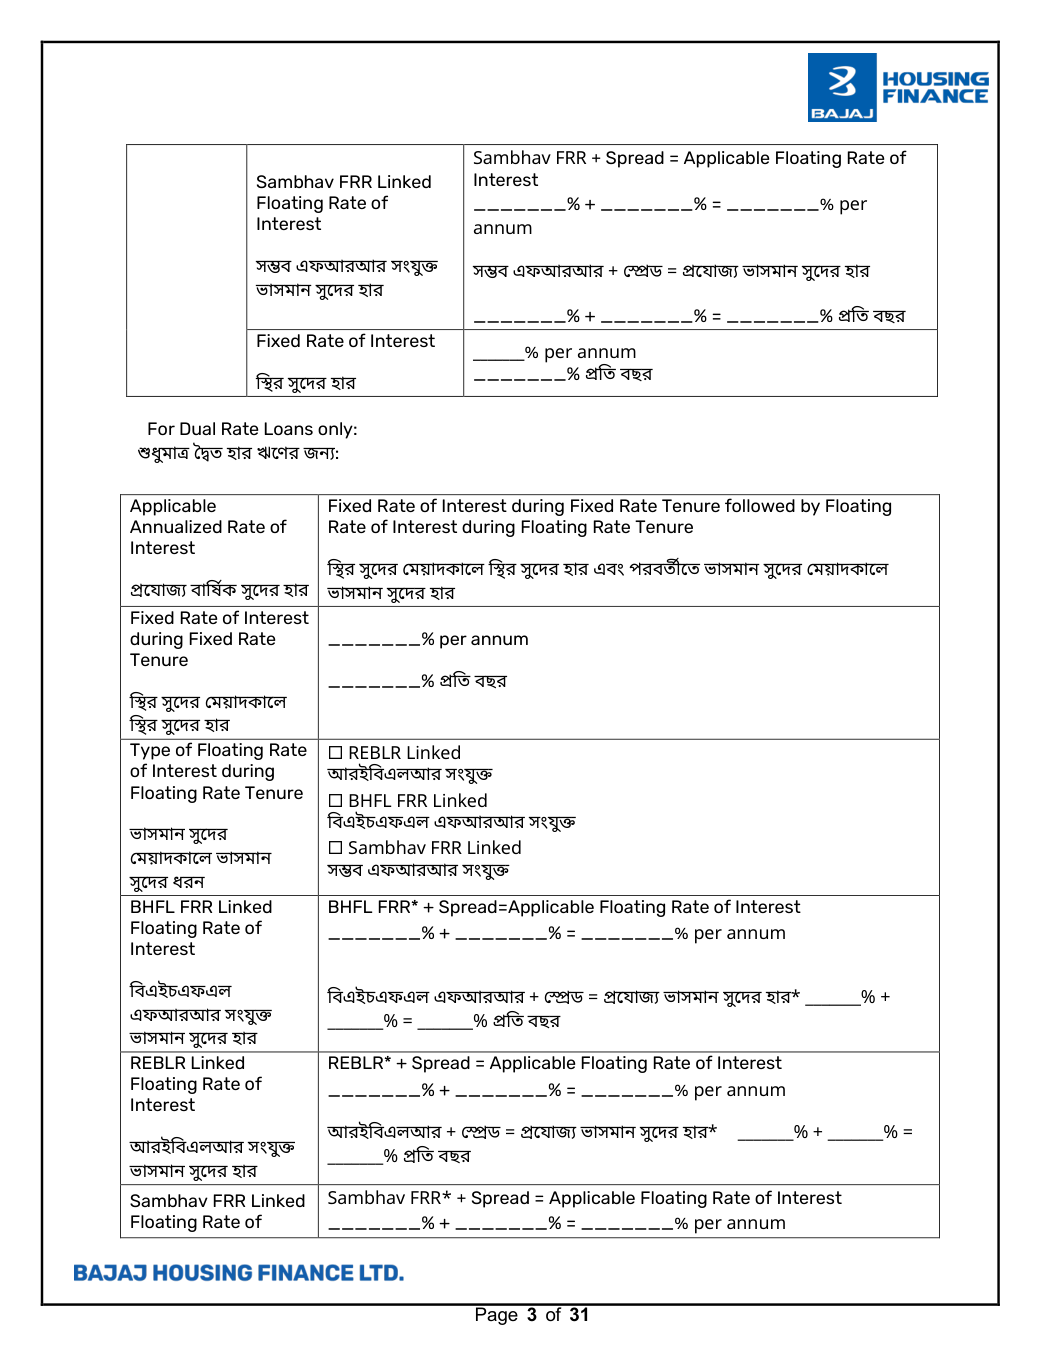 BAJAJ
HOUSING
FINANCE
Sambhav FRR Linked
Floating Rate of
Interest
সম্ভব এফআরআর সংযুক্ত
ভাসমান সুদের হার
Sambhav FRR + Spread = Applicable Floating Rate of
Interest
_______% + _______% = _______% per
annum
সম্ভব এফআরআর + স্প্রেড = প্রযোজ্য ভাসমান সুদের হার
_______% + _______% = _______% প্রতি বছর
Fixed Rate of Interest
স্থির সুদের হার
______% per annum
_______% প্রতি বছর
For Dual Rate Loans only:
শুধুমাত্র দ্বৈত হার ঋণের জন্য:
Applicable
Annualized Rate of
Interest
প্রযোজ্য বার্ষিক সুদের হার
Fixed Rate of Interest during Fixed Rate Tenure followed by Floating
Rate of Interest during Floating Rate Tenure
স্থির সুদের মেয়াদকালে স্থির সুদের হার এবং পরবর্তীতে ভাসমান সুদের মেয়াদকালে
ভাসমান সুদের হার
Fixed Rate of Interest
during Fixed Rate
Tenure
স্থির সুদের মেয়াদকালে
স্থির সুদের হার
_______% per annum
_______% প্রতি বছর
Type of Floating Rate
of Interest during
Floating Rate Tenure
ভাসমান সুদের
মেয়াদকালে ভাসমান
সুদের ধরন
☐ REBLR Linked
আরইবিএলআর সংযুক্ত
☐ BHFL FRR Linked
বিএইচএফএল এফআরআর সংযুক্ত
☐ Sambhav FRR Linked
সম্ভব এফআরআর সংযুক্ত
BHFL FRR Linked
Floating Rate of
Interest
বিএইচএফএল
এফআরআর সংযুক্ত
ভাসমান সুদের হার
BHFL FRR* + Spread=Applicable Floating Rate of Interest
_______% + _______% = _______% per annum
বিএইচএফএল এফআরআর + স্প্রেড = প্রযোজ্য ভাসমান সুদের হার* ______% +
______% = ______% প্রতি বছর
REBLR Linked
Floating Rate of
Interest
আরইবিএলআর সংযুক্ত
ভাসমান সুদের হার
REBLR* + Spread = Applicable Floating Rate of Interest
_______% + _______% = _______% per annum
আরইবিএলআর + স্প্রেড = প্রযোজ্য ভাসমান সুদের হার* ______% + ______% =
______% প্রতি বছর
Sambhav FRR Linked
Floating Rate of
Sambhav FRR* + Spread = Applicable Floating Rate of Interest
_______% + _______% = _______% per annum
BAJAJ HOUSING FINANCE LTD.
Page 3 of 31